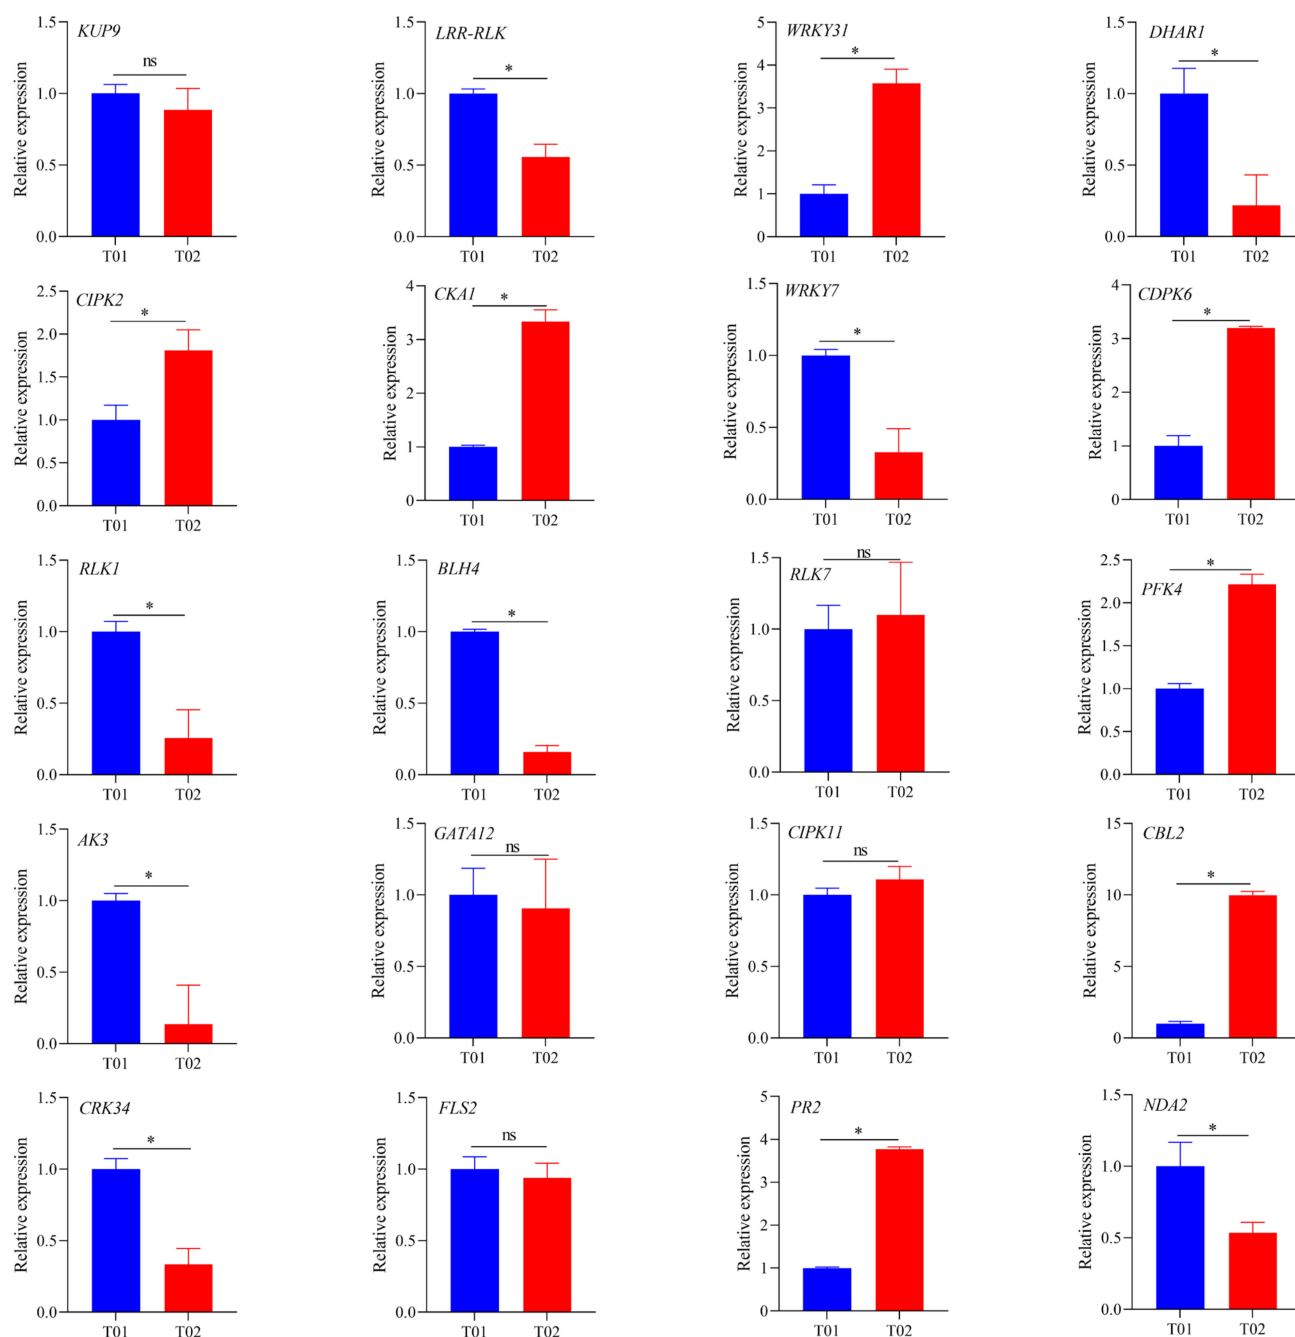 KUP9
ns
Relative expression
1.5
1.0
0.5
0.0
T01 T02
LRR-RLK
*
Relative expression
1.5
1.0
0.5
0.0
T01 T02
WRKY31
*
Relative expression
5
4
3
2
1
0
T01 T02
DHAR1
*
Relative expression
1.5
1.0
0.5
0.0
T01 T02
CIPK2
*
Relative expression
2.5
2.0
1.5
1.0
0.5
0.0
T01 T02
CKA1
*
Relative expression
4
3
2
1
0
T01 T02
WRKY7
*
Relative expression
1.5
1.0
0.5
0.0
T01 T02
CDPK6
*
Relative expression
4
3
2
1
0
T01 T02
RLK1
*
Relative expression
1.5
1.0
0.5
0.0
T01 T02
BLH4
*
Relative expression
1.5
1.0
0.5
0.0
T01 T02
RLK7
ns
Relative expression
1.5
1.0
0.5
0.0
T01 T02
PFK4
*
Relative expression
2.5
2.0
1.5
1.0
0.5
0.0
T01 T02
AK3
*
Relative expression
1.5
1.0
0.5
0.0
T01 T02
GATA12
ns
Relative expression
1.5
1.0
0.5
0.0
T01 T02
CIPK11
ns
Relative expression
1.5
1.0
0.5
0.0
T01 T02
CBL2
*
Relative expression
15
10
5
0
T01 T02
CRK34
*
Relative expression
1.5
1.0
0.5
0.0
T01 T02
FLS2
ns
Relative expression
1.5
1.0
0.5
0.0
T01 T02
PR2
*
Relative expression
5
4
3
2
1
0
T01 T02
NDA2
*
Relative expression
1.5
1.0
0.5
0.0
T01 T02